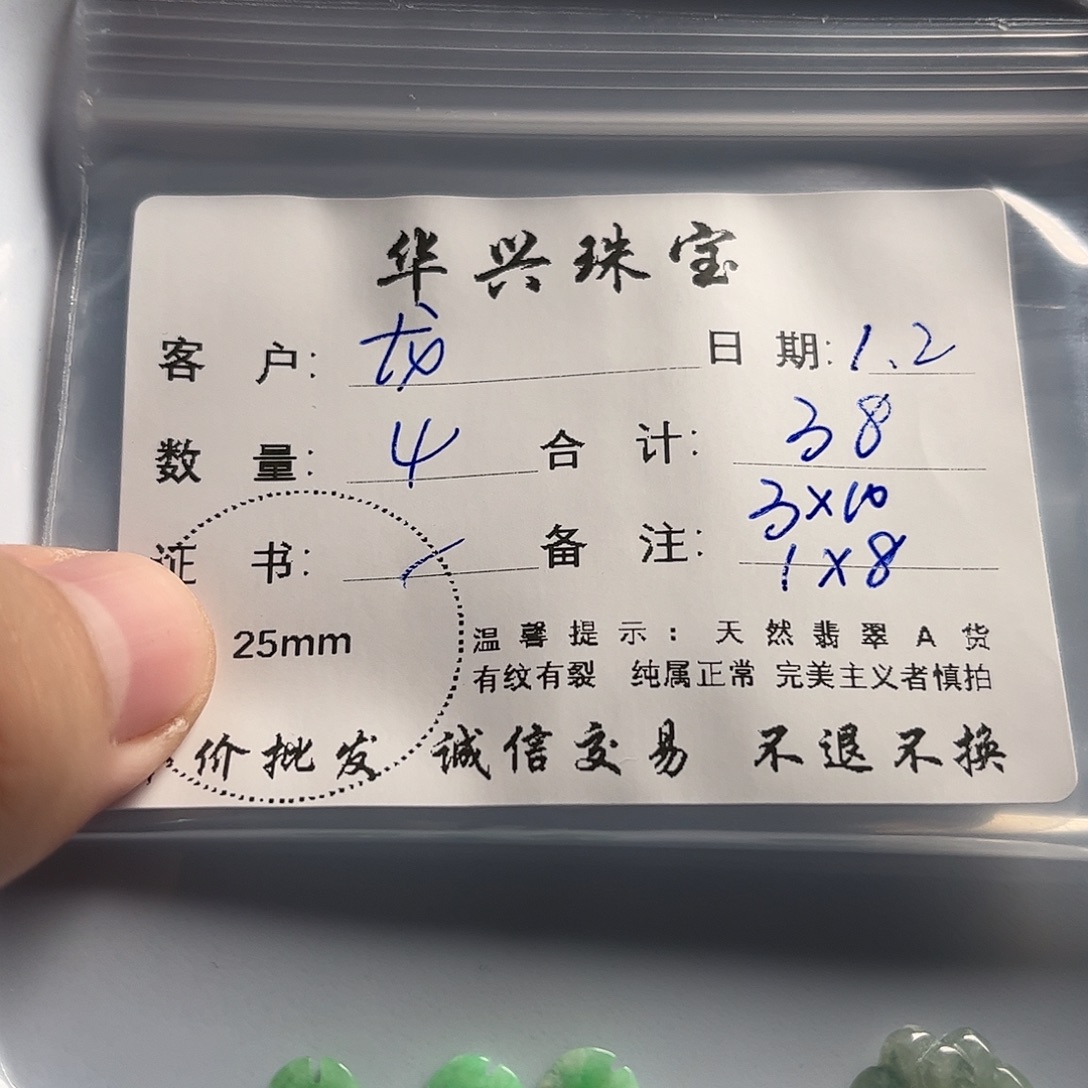 华兴珠宝
客户: 龙 日期: 1.2
数量: 4 合计: 38
3×10
证书: / 备注: 1×8
25mm
温馨提示: 天然翡翠A货
有纹有裂 纯属正常 完美主义者慎拍
价批发 诚信交易 不退不换